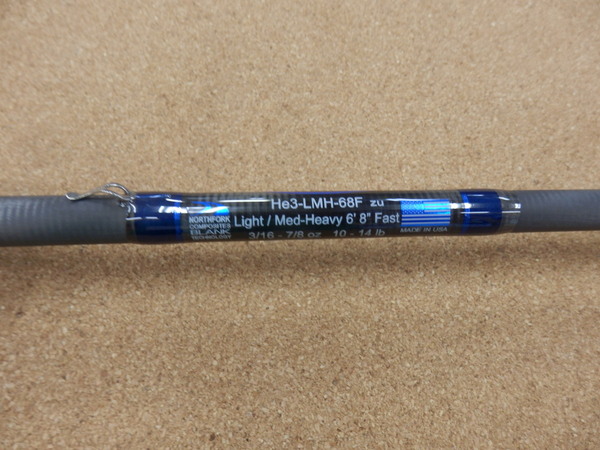 He3-LMH-68F zu
Light / Med-Heavy 6' 8" Fast
3/16 - 7/8 oz 10 - 14 lb
NORTHFORK
COMPOSITES
BLANK
TECHNOLOGY
MADE IN USA